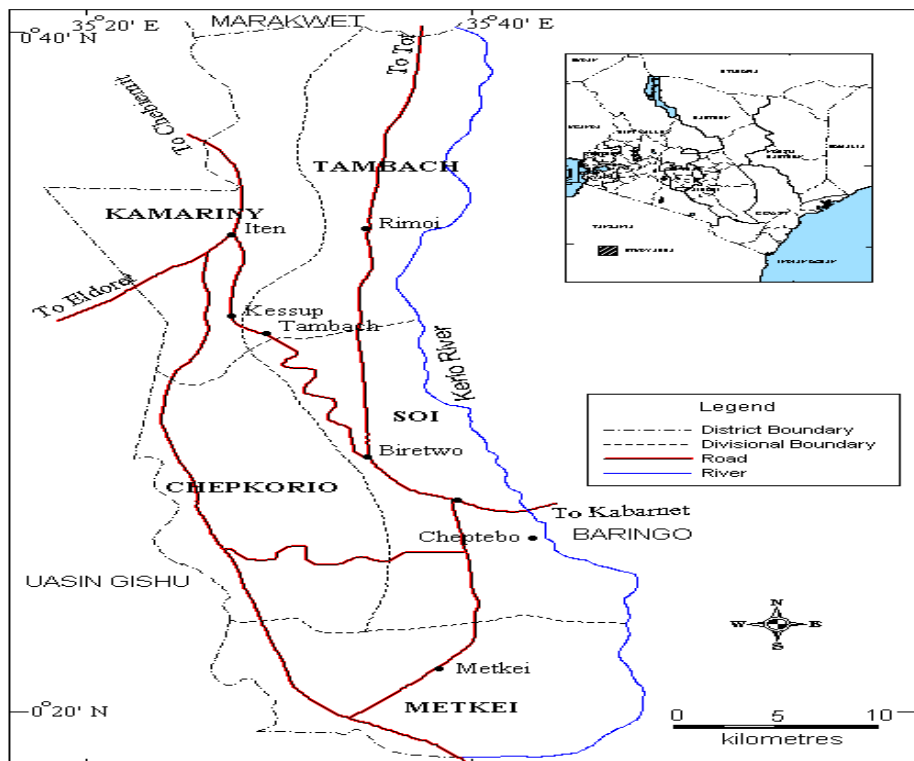 35°20' E
MARAKWET
35°40' E
0°40' N
To Tot
To Chebiemit
TAMBACH
KAMARINY
Iten
Rimoi
To Eldoret
Kessup
Tambach
Kerio River
SOI
Biretwo
CHEPKORIO
To Kabarnet
Cheptebo
BARINGO
UASIN GISHU
Metkei
METKEI
0°20' N
Legend
District Boundary
Divisional Boundary
Road
River
N
W E
S
0 5 10
kilometres